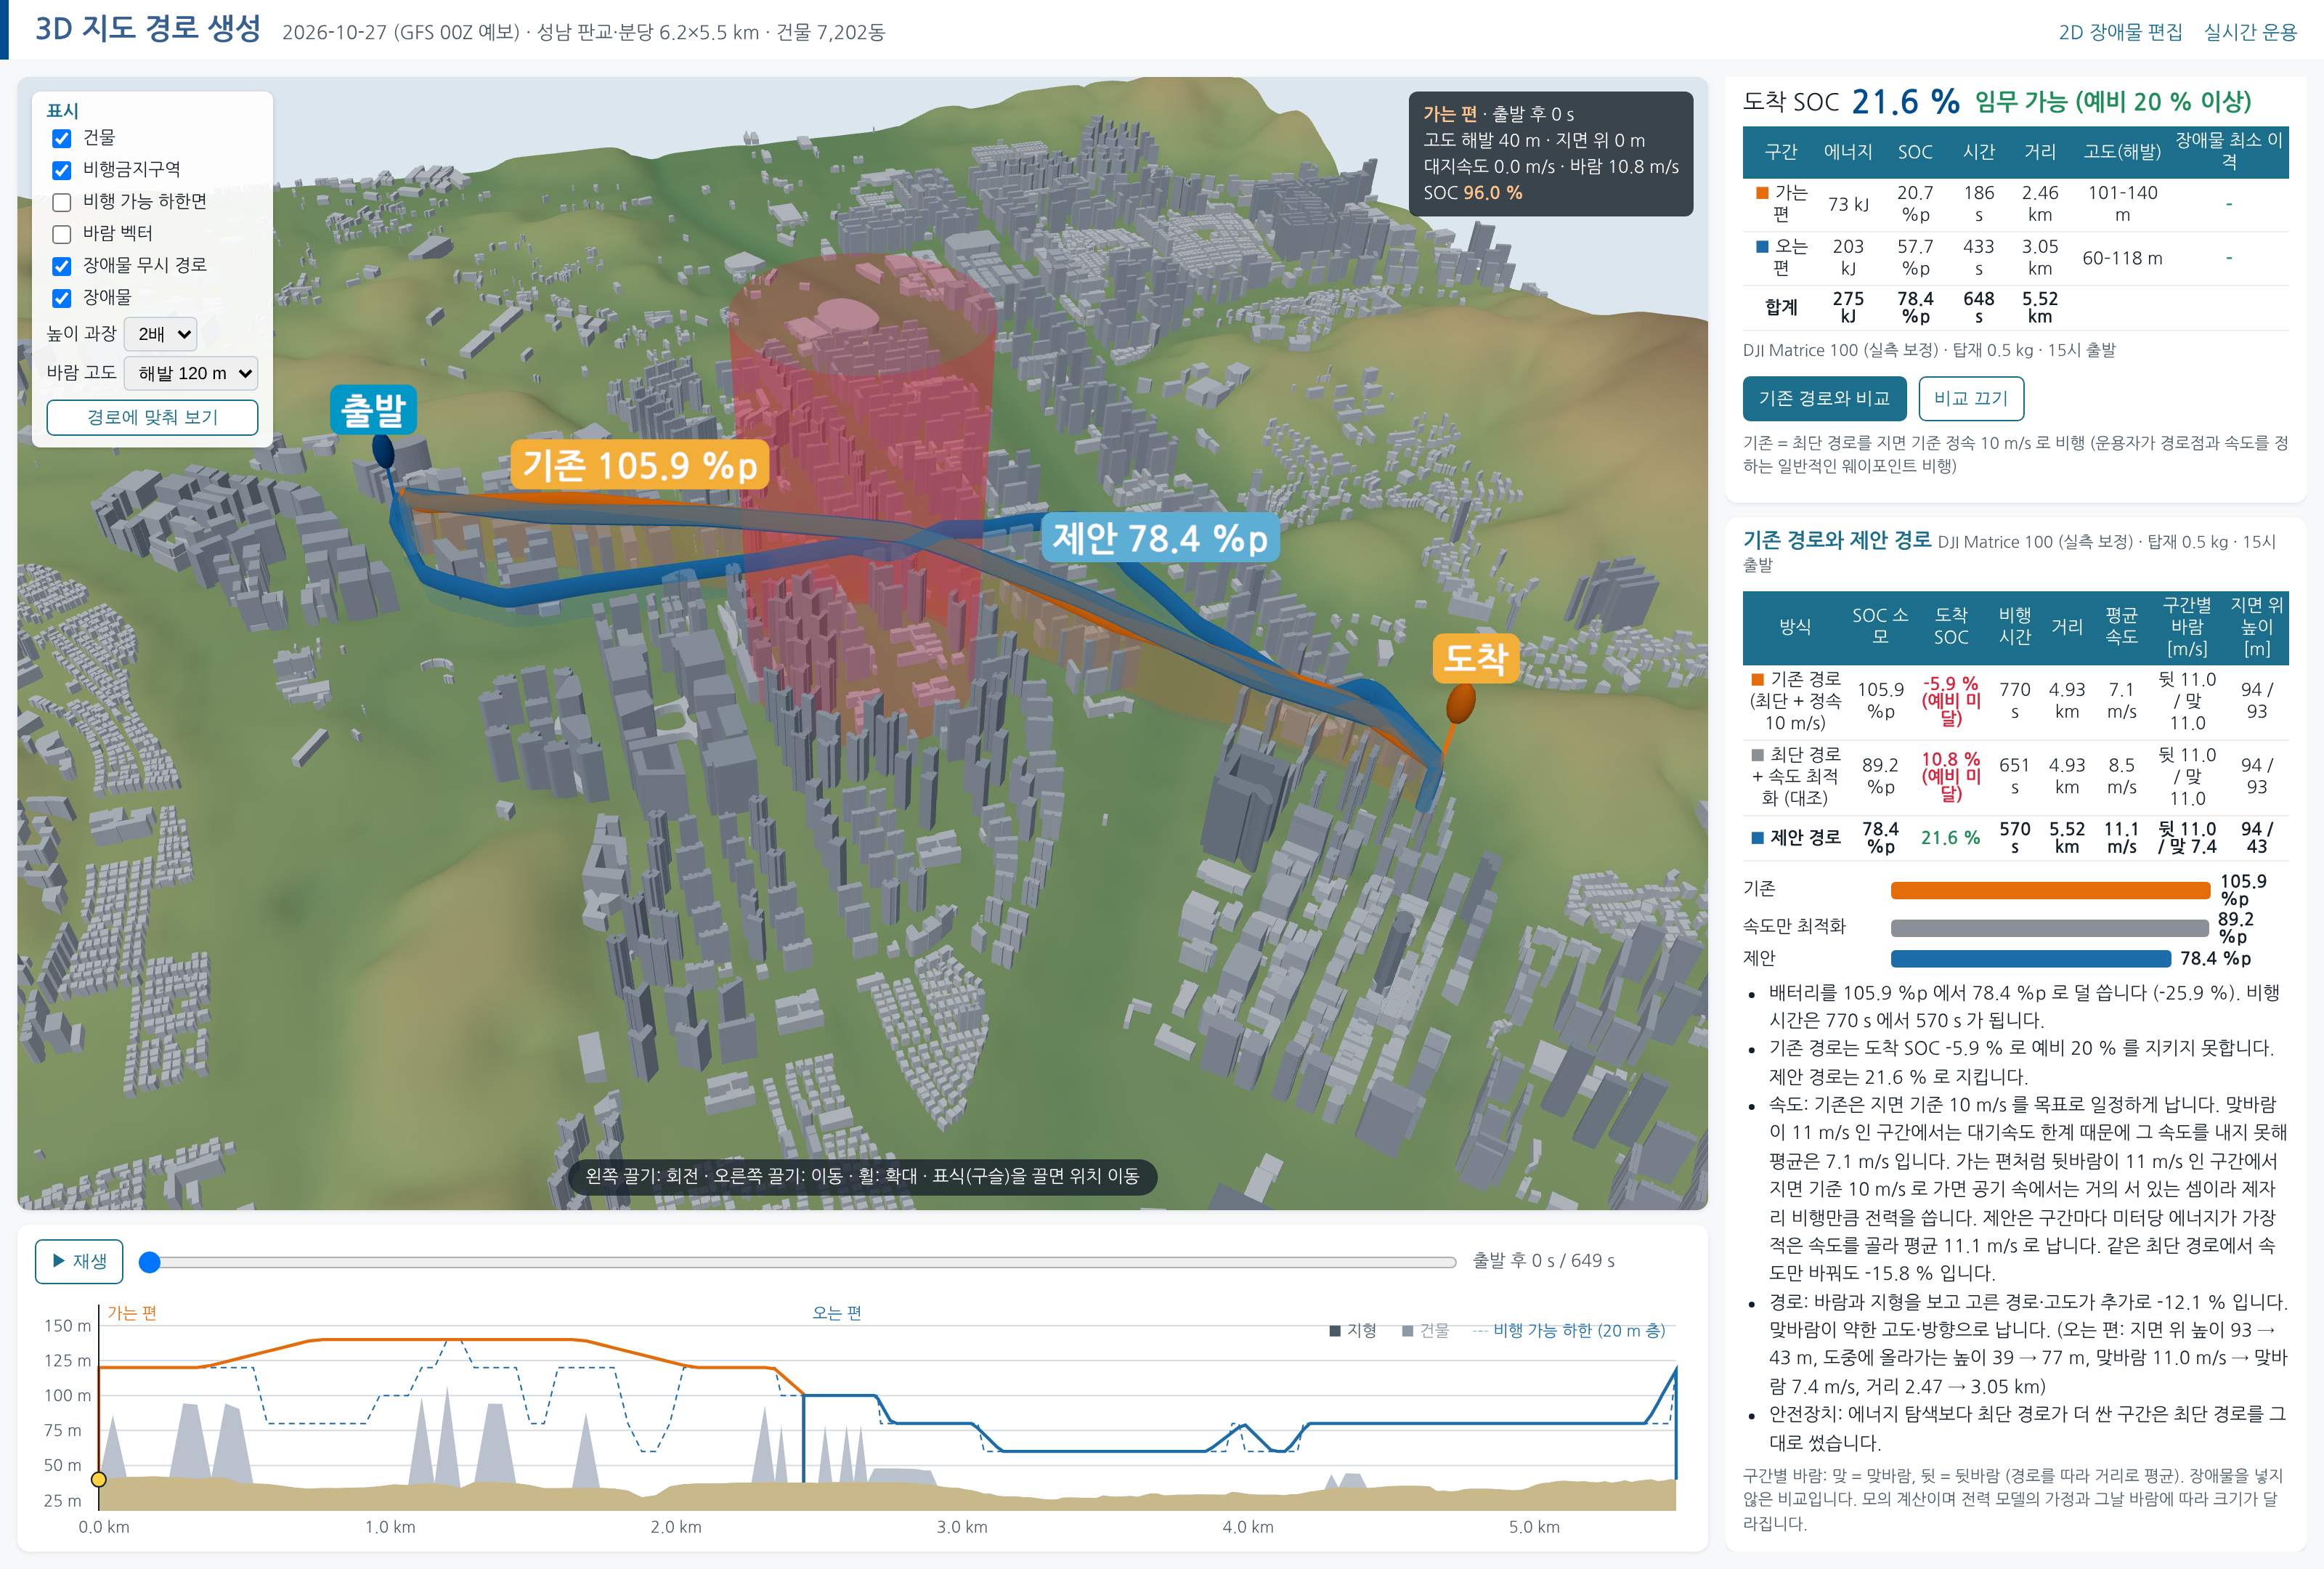 3D 지도 경로 생성 2026-10-27 (GFS 00Z 예보) · 성남 판교·분당 6.2×5.5 km · 건물 7,202동
2D 장애물 편집 실시간 운용
표시
건물
비행금지구역
비행 가능 하한면
바람 벡터
장애물 무시 경로
장애물
높이 과장 2배
바람 고도 해발 120 m
경로에 맞춰 보기
가는 편 · 출발 후 0 s
고도 해발 40 m · 지면 위 0 m
대지속도 0.0 m/s · 바람 10.8 m/s
SOC 96.0 %
출발
기존 105.9 %p
제안 78.4 %p
도착
왼쪽 끌기: 회전 · 오른쪽 끌기: 이동 · 휠: 확대 · 표식(구슬)을 끌면 위치 이동
▶ 재생
출발 후 0 s / 649 s
가는 편
오는 편
지형 건물 비행 가능 하한 (20 m 층)
150 m
125 m
100 m
75 m
50 m
25 m
0.0 km 1.0 km 2.0 km 3.0 km 4.0 km 5.0 km
도착 SOC 21.6 % 임무 가능 (예비 20 % 이상)
구간 에너지 SOC 시간 거리 고도(해발) 장애물 최소 이
격
가는 편 73 kJ 20.7 %p 186 s 2.46 km 101-140 m -
오는 편 203 kJ 57.7 %p 433 s 3.05 km 60-118 m -
합계 275 kJ 78.4 %p 648 s 5.52 km
DJI Matrice 100 (실측 보정) · 탑재 0.5 kg · 15시 출발
기존 경로와 비교 비교 끄기
기존 = 최단 경로를 지면 기준 정속 10 m/s 로 비행 (운용자가 경로점과 속도를 정
하는 일반적인 웨이포인트 비행)
기존 경로와 제안 경로 DJI Matrice 100 (실측 보정) · 탑재 0.5 kg · 15시
출발
방식 SOC 소모 도착 SOC 비행 시간 거리 평균 속도 구간별 바람 [m/s] 지면 위 높이 [m]
기존 경로 (최단 + 정속 10 m/s) 105.9 %p -5.9 % (예비 미달) 770 s 4.93 km 7.1 m/s 뒷 11.0 / 맞 11.0 94 / 93
최단 경로 + 속도 최적화 (대조) 89.2 %p 10.8 % (예비 미달) 651 s 4.93 km 8.5 m/s 뒷 11.0 / 맞 11.0 94 / 93
제안 경로 78.4 %p 21.6 % 570 s 5.52 km 11.1 m/s 뒷 11.0 / 맞 7.4 94 / 43
기존 105.9 %p
속도만 최적화 89.2 %p
제안 78.4 %p
배터리를 105.9 %p 에서 78.4 %p 로 덜 씁니다 (-25.9 %). 비행
시간은 770 s 에서 570 s 가 됩니다.
기존 경로는 도착 SOC -5.9 % 로 예비 20 % 를 지키지 못합니다.
제안 경로는 21.6 % 로 지킵니다.
속도: 기존은 지면 기준 10 m/s 를 목표로 일정하게 납니다. 맞바람
이 11 m/s 인 구간에서는 대기속도 한계 때문에 그 속도를 내지 못해
평균은 7.1 m/s 입니다. 가는 편처럼 뒷바람이 11 m/s 인 구간에서
지면 기준 10 m/s 로 가면 공기 속에서는 거의 서 있는 셈이라 제자
리 비행만큼 전력을 씁니다. 제안은 구간마다 미터당 에너지가 가장
적은 속도를 골라 평균 11.1 m/s 로 납니다. 같은 최단 경로에서 속
도만 바꿔도 -15.8 % 입니다.
경로: 바람과 지형을 보고 고른 경로·고도가 추가로 -12.1 % 입니다.
맞바람이 약한 고도·방향으로 납니다. (오는 편: 지면 위 높이 93 →
43 m, 도중에 올라가는 높이 39 → 77 m, 맞바람 11.0 m/s → 맞바
람 7.4 m/s, 거리 2.47 → 3.05 km)
안전장치: 에너지 탐색보다 최단 경로가 더 싼 구간은 최단 경로를 그
대로 썼습니다.
구간별 바람: 맞 = 맞바람, 뒷 = 뒷바람 (경로를 따라 거리로 평균). 장애물을 넣지
않은 비교입니다. 모의 계산이며 전력 모델의 가정과 그날 바람에 따라 크기가 달
라집니다.